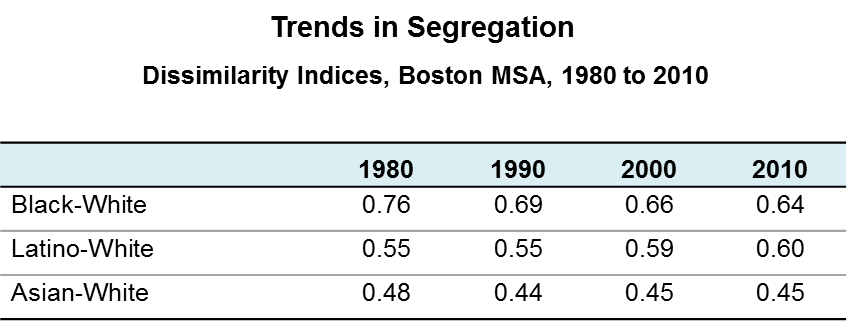 Trends in Segregation
Dissimilarity Indices, Boston MSA, 1980 to 2010
1980 1990 2000 2010
Black-White 0.76 0.69 0.66 0.64
Latino-White 0.55 0.55 0.59 0.60
Asian-White 0.48 0.44 0.45 0.45